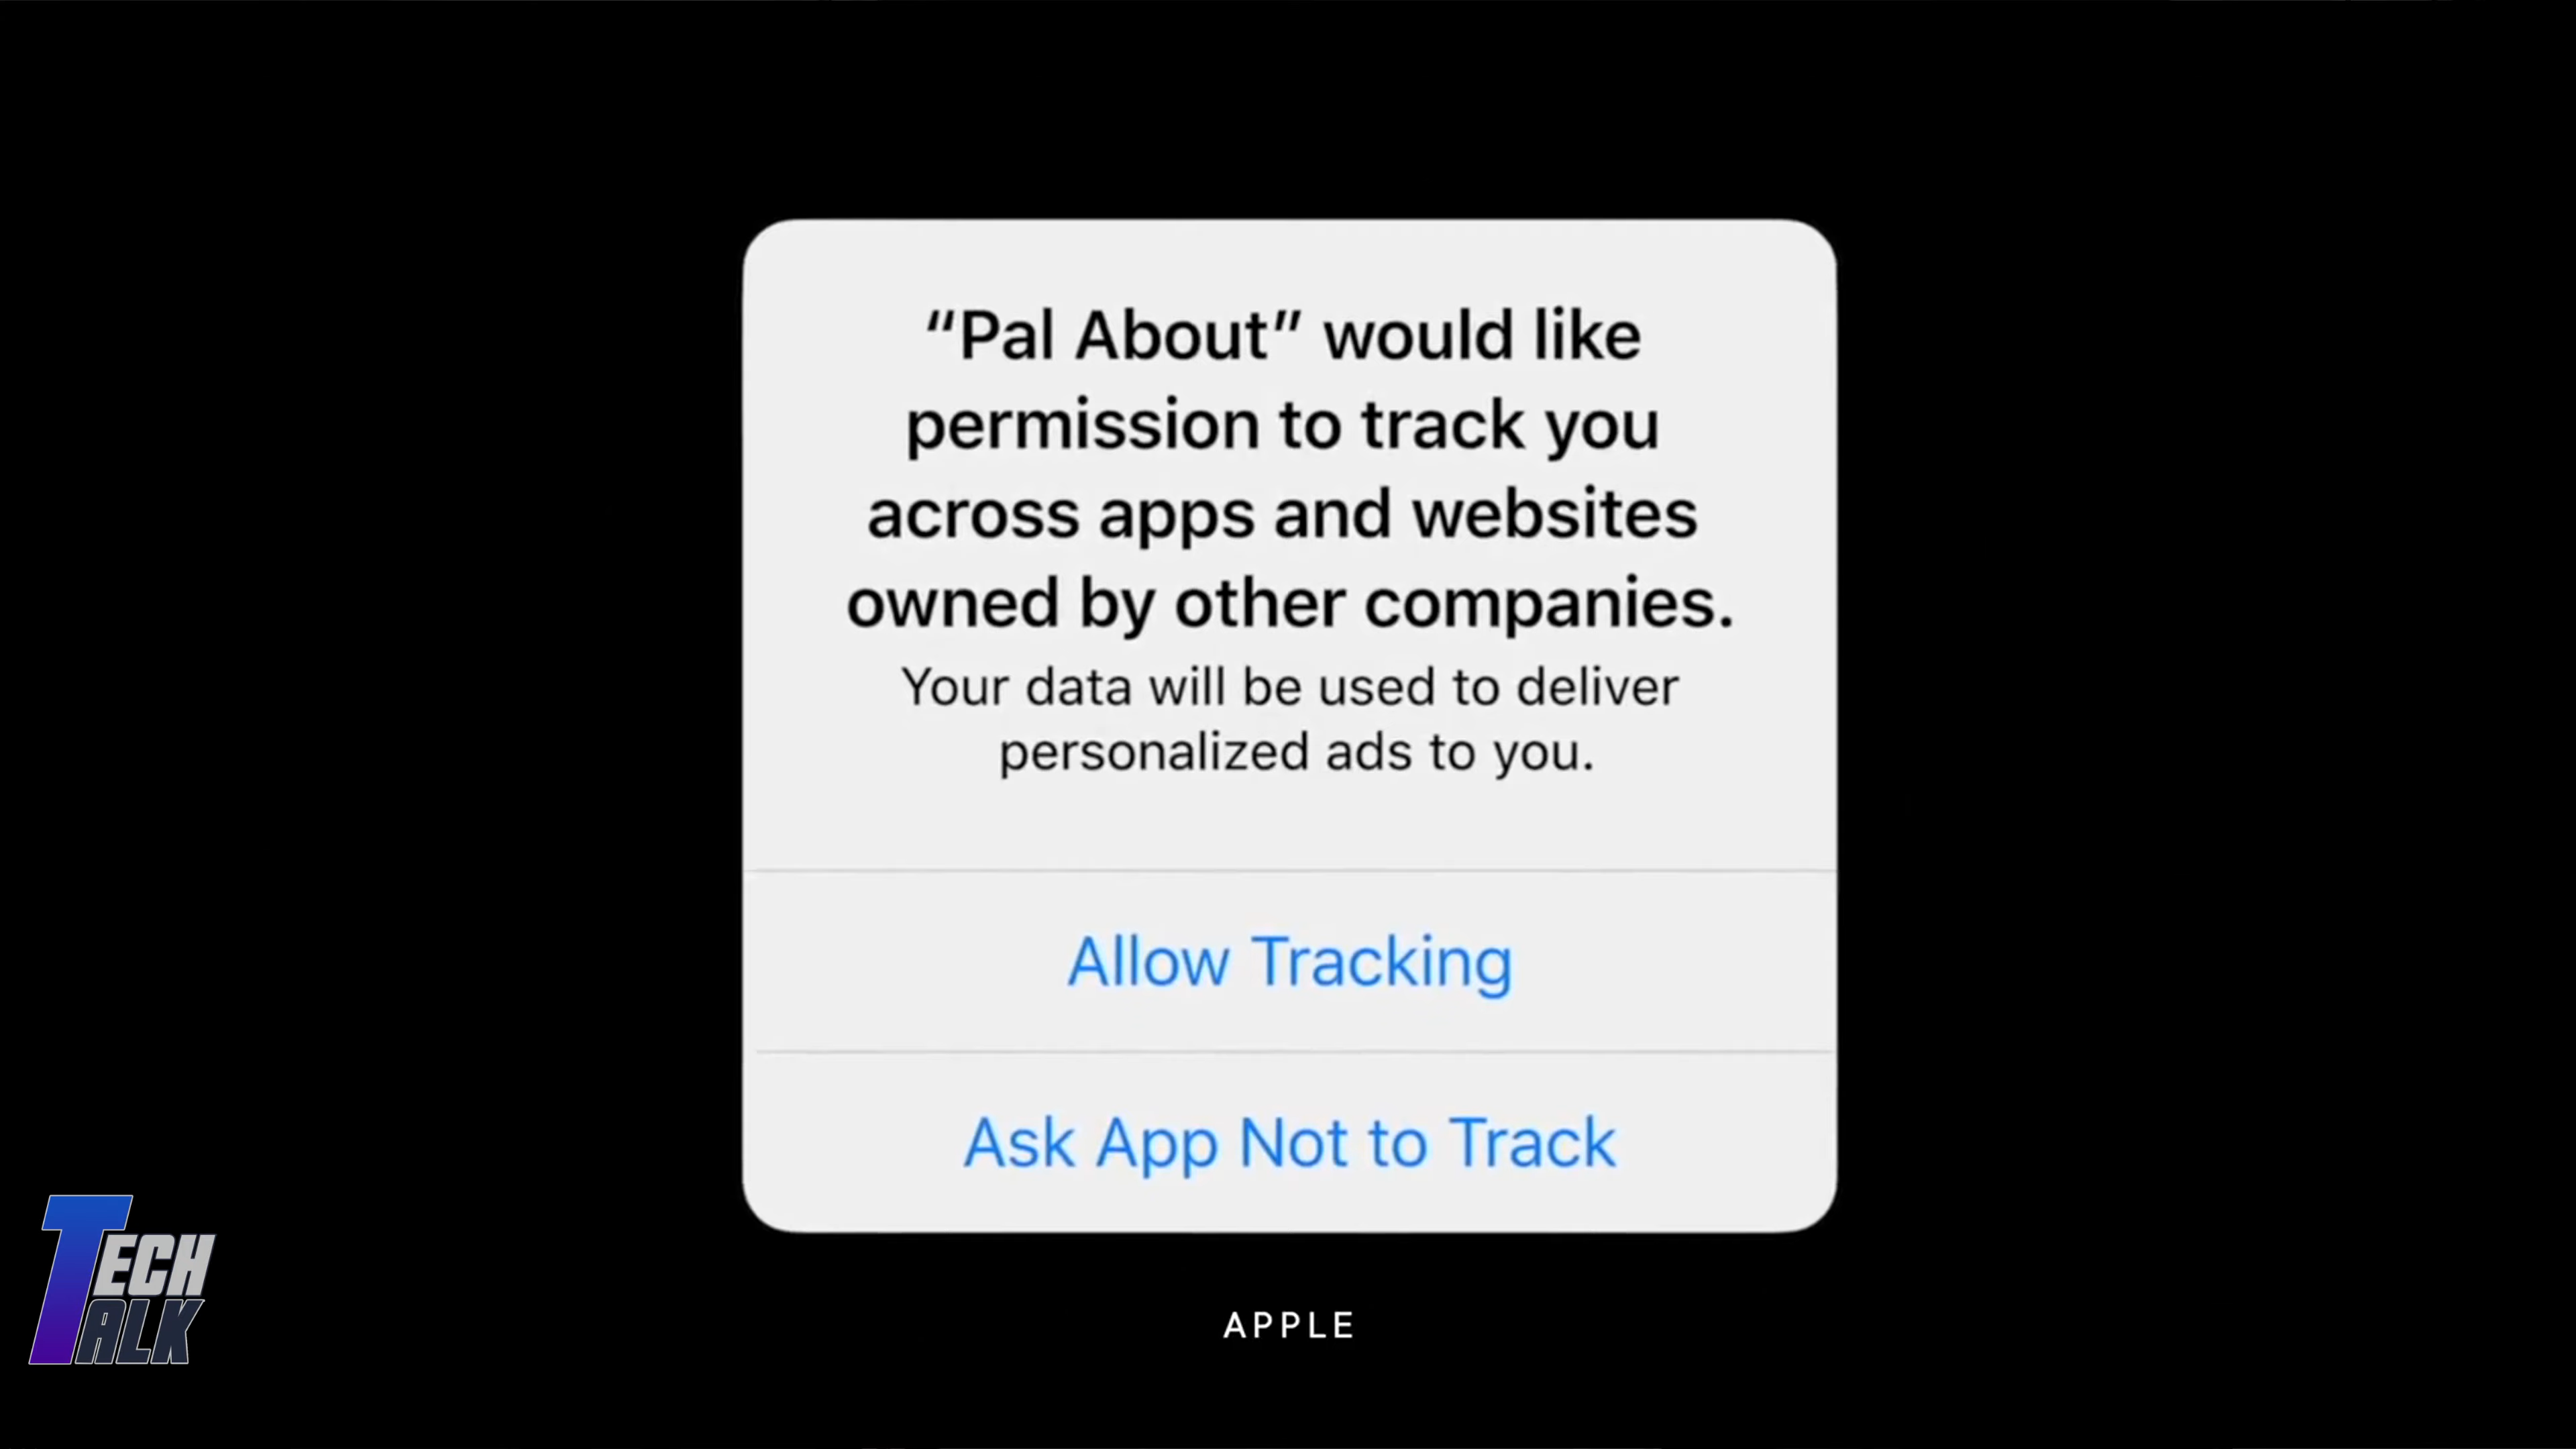 “Pal About” would like
permission to track you
across apps and websites
owned by other companies.
Your data will be used to deliver
personalized ads to you.
Allow Tracking
Ask App Not to Track
TECH
TALK
APPLE